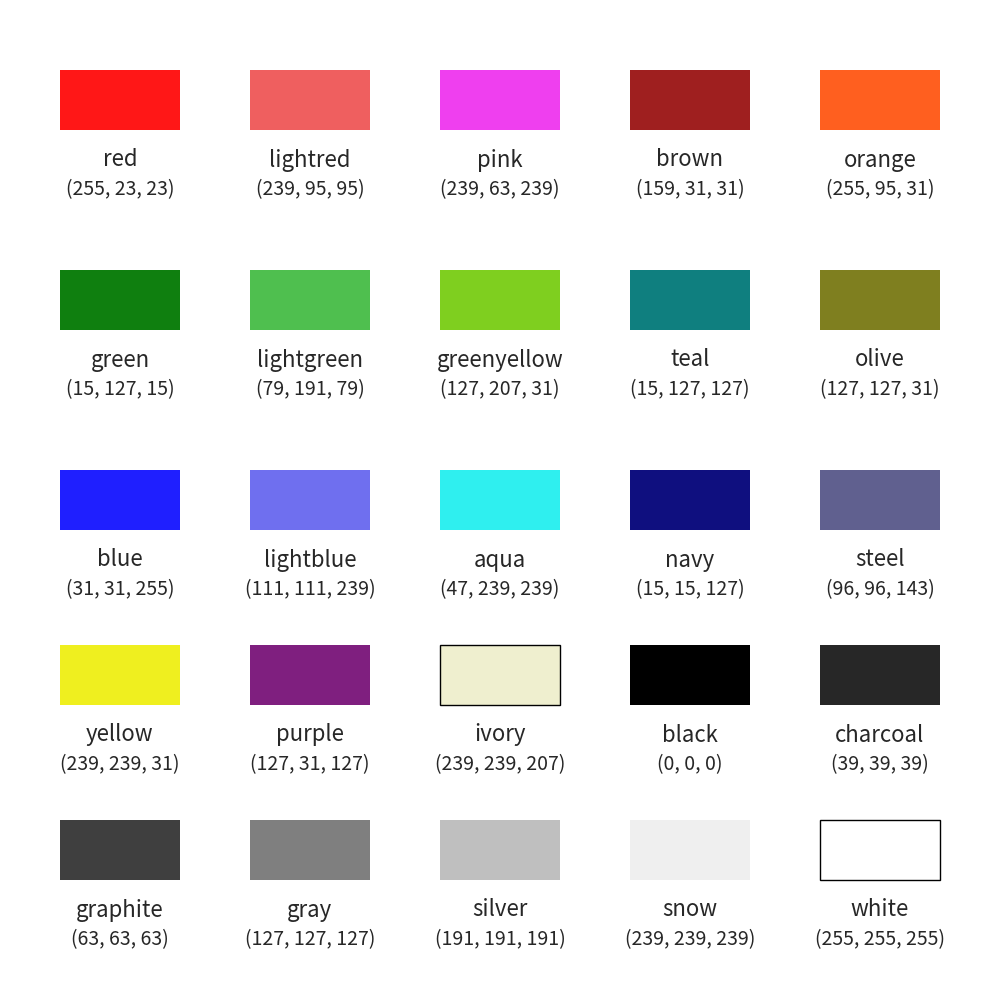 red lightred pink brown orange
(255, 23, 23) (239, 95, 95) (239, 63, 239) (159, 31, 31) (255, 95, 31)
green lightgreen greenyellow teal olive
(15, 127, 15) (79, 191, 79) (127, 207, 31) (15, 127, 127) (127, 127, 31)
blue lightblue aqua navy steel
(31, 31, 255) (111, 111, 239) (47, 239, 239) (15, 15, 127) (96, 96, 143)
yellow purple ivory black charcoal
(239, 239, 31) (127, 31, 127) (239, 239, 207) (0, 0, 0) (39, 39, 39)
graphite gray silver snow white
(63, 63, 63) (127, 127, 127) (191, 191, 191) (239, 239, 239) (255, 255, 255)